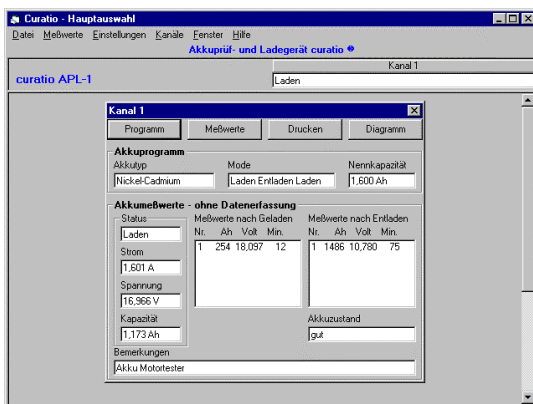 Curatio - Hauptauswahl
Datei Meßwerte Einstellungen Kanäle Fenster Hilfe
Akkuprüf- und Ladegerät curatio ®
Kanal 1
curatio APL-1
Laden
Kanal 1
Programm Meßwerte Drucken Diagramm
Akkuprogramm
Akkutyp Mode Nennkapazität
Nickel-Cadmium Laden Entladen Laden 1,600 Ah
Akkumeßwerte - ohne Datenerfassung
Status Meßwerte nach Geladen Meßwerte nach Entladen
Laden Nr. Ah Volt Min. Nr. Ah Volt Min.
1 254 18,097 12 1 1486 10,780 75
Strom
1,601 A
Spannung
16,966 V
Kapazität Akkuzustand
1,173 Ah gut
Bemerkungen
Akku Motortester